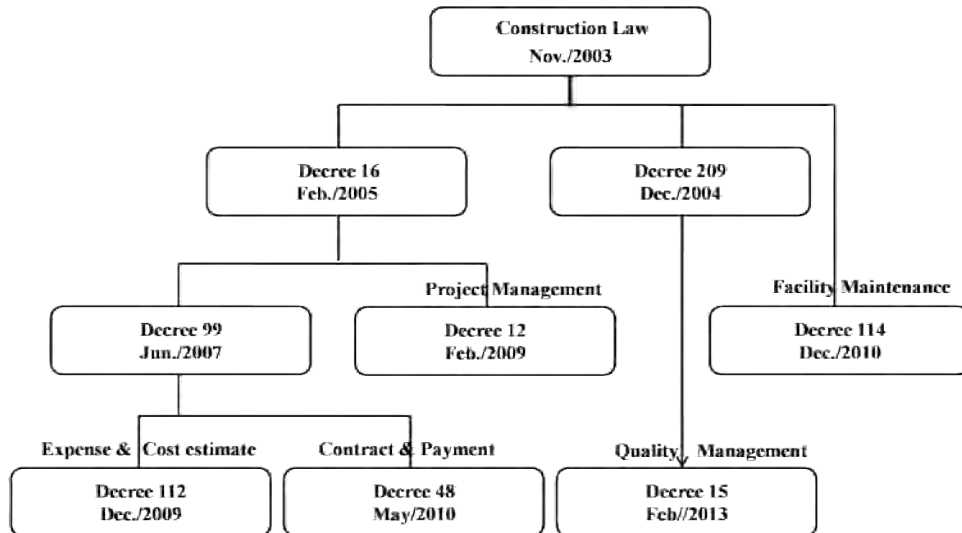 Construction Law
Nov./2003
Decree 16
Feb./2005
Decree 209
Dec./2004
Project Management
Facility Maintenance
Decree 99
Jun./2007
Decree 12
Feb./2009
Decree 114
Dec./2010
Expense & Cost estimate
Contract & Payment
Quality Management
Decree 112
Dec./2009
Decree 48
May/2010
Decree 15
Feb//2013